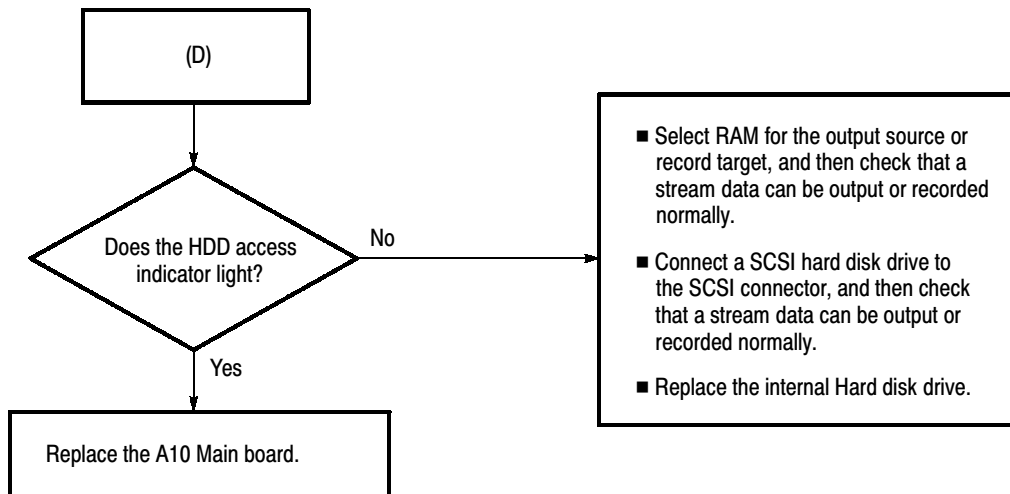 (D)
Does the HDD access
indicator light?
No
Yes
Replace the A10 Main board.
■ Select RAM for the output source or
record target, and then check that a
stream data can be output or recorded
normally.
■ Connect a SCSI hard disk drive to
the SCSI connector, and then check
that a stream data can be output or
recorded normally.
■ Replace the internal Hard disk drive.